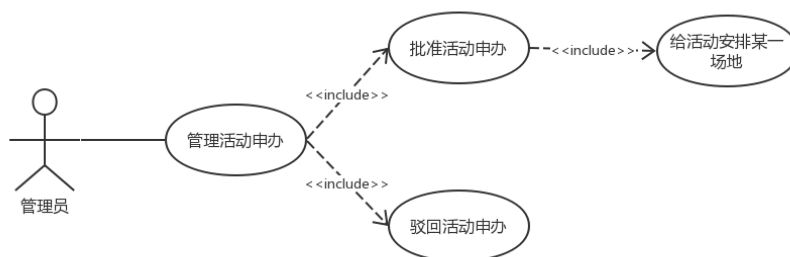 批准活动申办
<<include>>
给活动安排某一
场地
<<include>>
管理活动申办
<<include>>
管理员
驳回活动申办